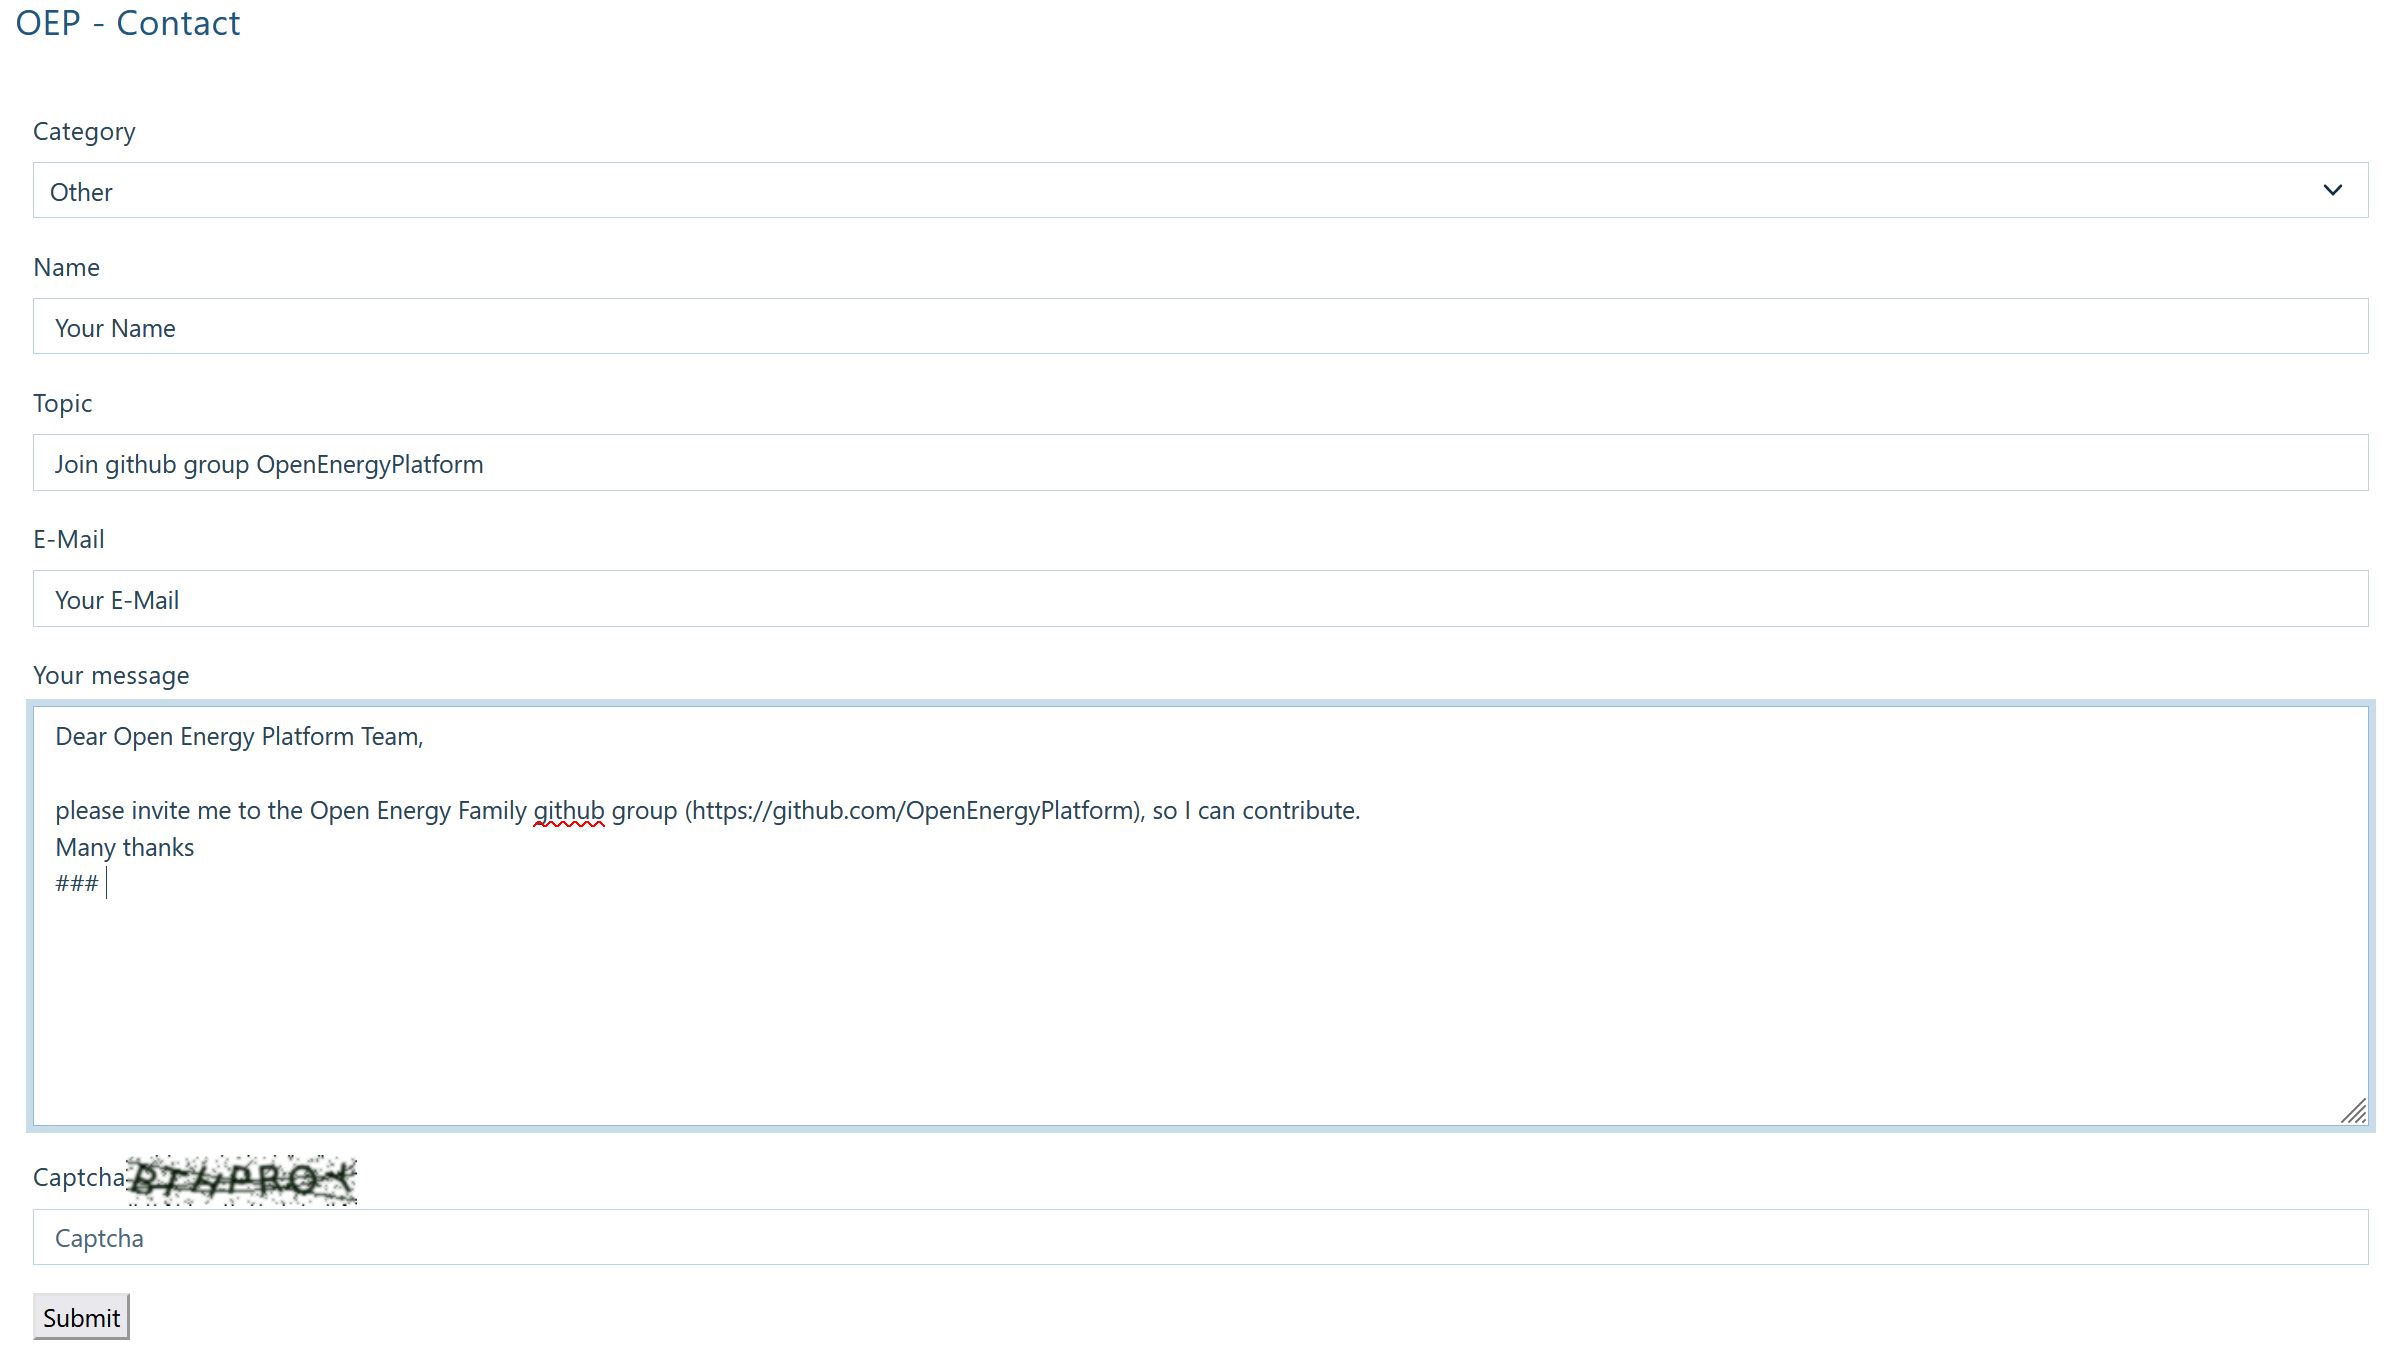 OEP - Contact
Category
Other
Name
Your Name
Topic
Join github group OpenEnergyPlatform
E-Mail
Your E-Mail
Your message
Dear Open Energy Platform Team,
please invite me to the Open Energy Family github group (https://github.com/OpenEnergyPlatform), so I can contribute.
Many thanks
###
Captcha
Captcha
Submit